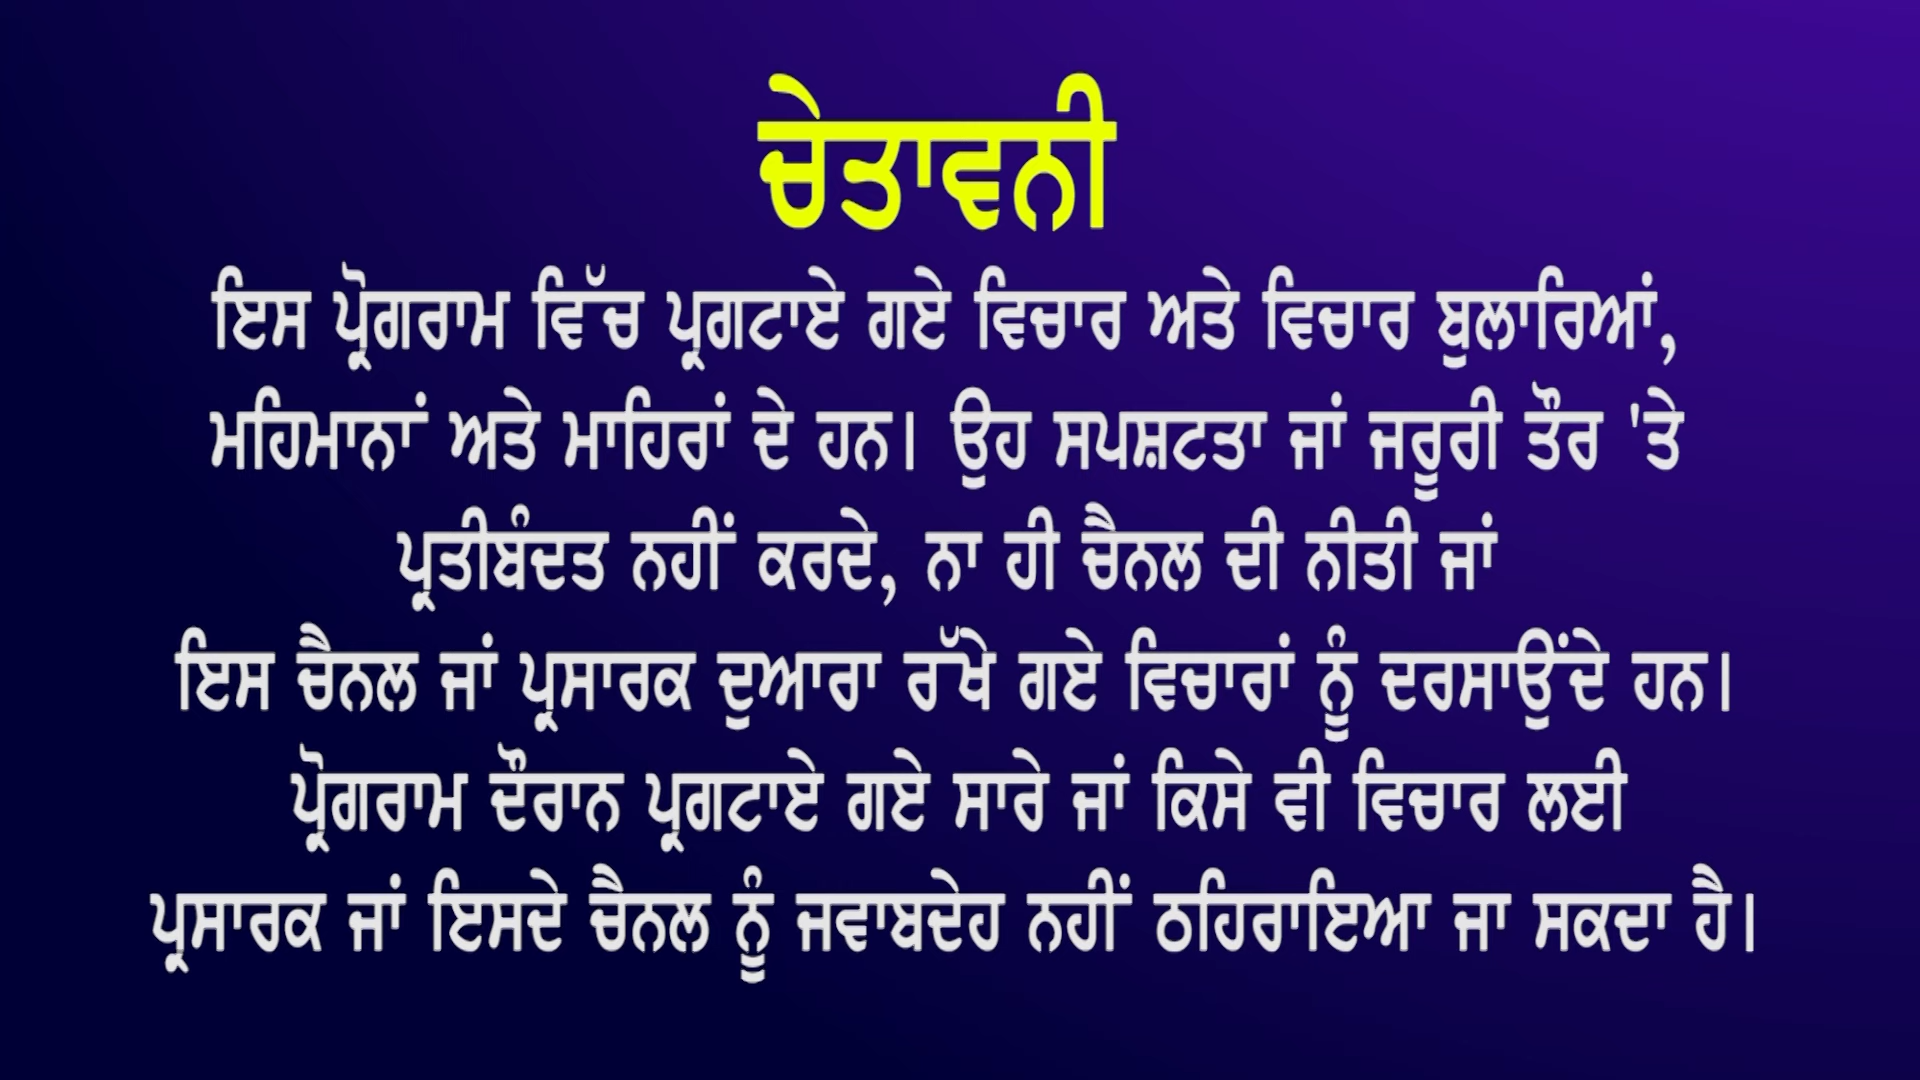 ਚੇਤਾਵਨੀ
ਇਸ ਪ੍ਰੋਗਰਾਮ ਵਿੱਚ ਪ੍ਰਗਟਾਏ ਗਏ ਵਿਚਾਰ ਅਤੇ ਵਿਚਾਰ ਬੁਲਾਰਿਆਂ,
ਮਹਿਮਾਨਾਂ ਅਤੇ ਮਾਹਿਰਾਂ ਦੇ ਹਨ। ਉਹ ਸਪਸ਼ਟਤਾ ਜਾਂ ਜਰੂਰੀ ਤੌਰ 'ਤੇ
ਪ੍ਰਤੀਬੰਦਤ ਨਹੀਂ ਕਰਦੇ, ਨਾ ਹੀ ਚੈਨਲ ਦੀ ਨੀਤੀ ਜਾਂ
ਇਸ ਚੈਨਲ ਜਾਂ ਪ੍ਰਸਾਰਕ ਦੁਆਰਾ ਰੱਖੇ ਗਏ ਵਿਚਾਰਾਂ ਨੂੰ ਦਰਸਾਉਂਦੇ ਹਨ।
ਪ੍ਰੋਗਰਾਮ ਦੌਰਾਨ ਪ੍ਰਗਟਾਏ ਗਏ ਸਾਰੇ ਜਾਂ ਕਿਸੇ ਵੀ ਵਿਚਾਰ ਲਈ
ਪ੍ਰਸਾਰਕ ਜਾਂ ਇਸਦੇ ਚੈਨਲ ਨੂੰ ਜਵਾਬਦੇਹ ਨਹੀਂ ਠਹਿਰਾਇਆ ਜਾ ਸਕਦਾ ਹੈ।